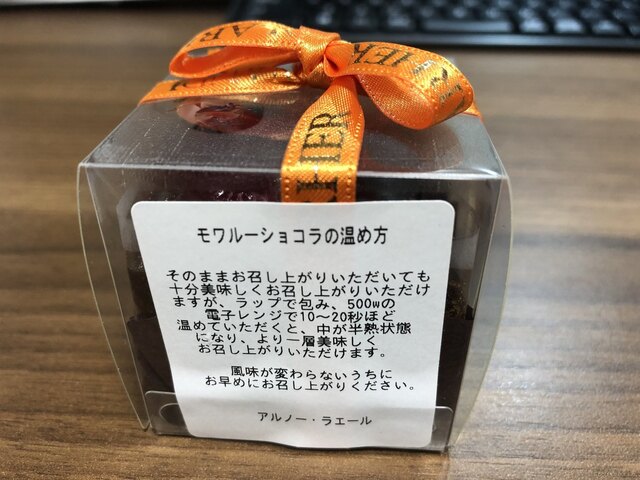 モワルーショコラの温め方
そのままお召し上がりいただいても
十分美味しくお召し上がりいただけ
ますが、ラップで包み、500wの
電子レンジで10～20秒ほど
温めていただくと、中が半熟状態
になり、より一層美味しく
お召し上がりいただけます。
風味が変わらないうちに
お早めにお召し上がりください。
アルノー・ラエール